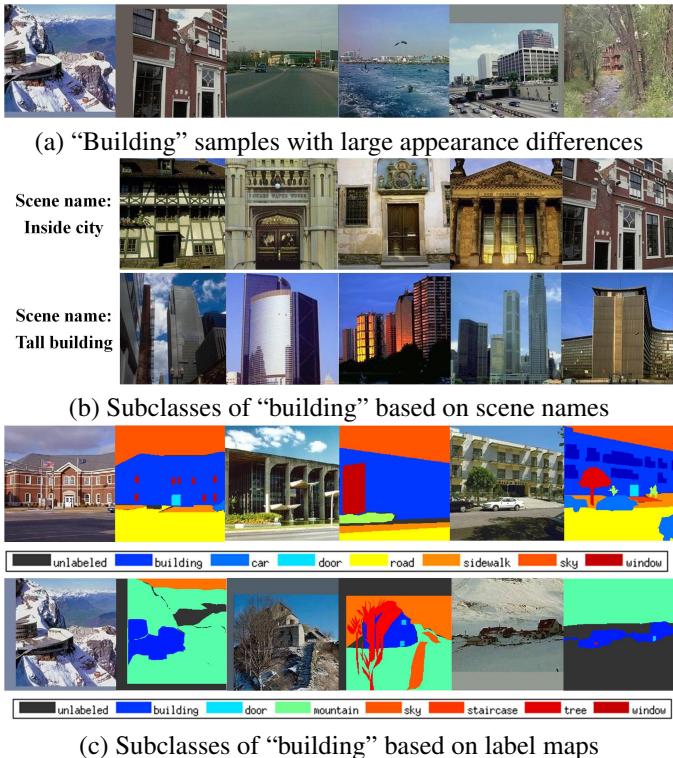 (a) “Building” samples with large appearance differences
Scene name:
Inside city
Scene name:
Tall building
(b) Subclasses of “building” based on scene names
unlabeled building car door road sidewalk sky window
unlabeled building door mountain sky staircase tree window
(c) Subclasses of “building” based on label maps